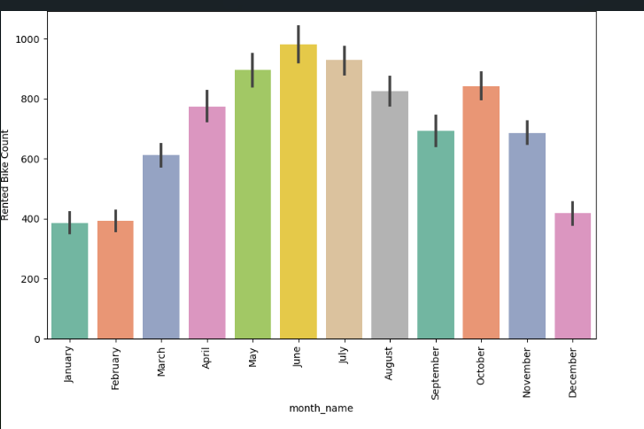 1000
800
600
400
200
0
Rented Bike Count
January
February
March
April
May
June
July
August
September
October
November
December
month_name